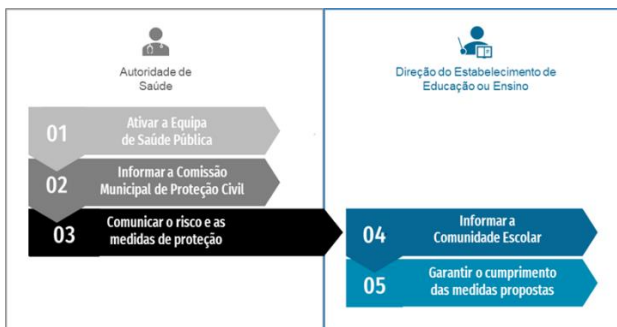 Autoridade de
Saúde
Direção do Estabelecimento de
Educação ou Ensino
01
Ativar a Equipa
de Saúde Pública
02
Informar a Comissão
Municipal de Proteção Civil
03
Comunicar o risco e as
medidas de proteção
04
Informar a
Comunidade Escolar
05
Garantir o cumprimento
das medidas propostas